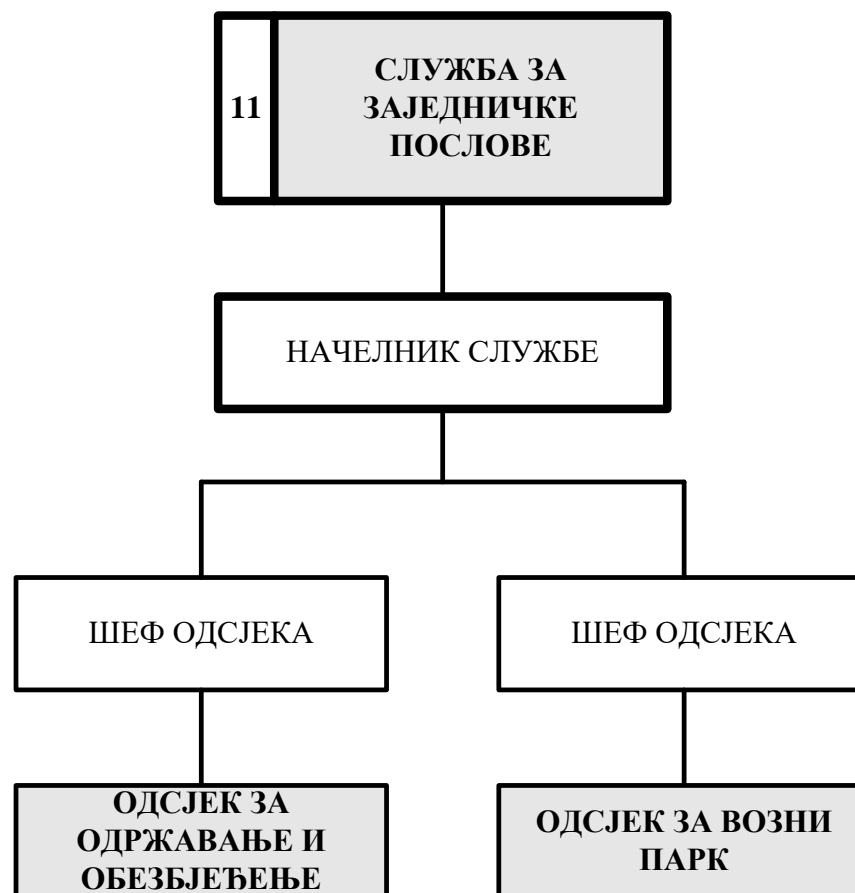 11
СЛУЖБА ЗА
ЗАЈЕДНИЧКЕ
ПОСЛОВЕ
НАЧЕЛНИК СЛУЖБЕ
ШЕФ ОДСЈЕКА
ШЕФ ОДСЈЕКА
ОДСЈЕК ЗА
ОДРЖАВАЊЕ И
ОБЕЗБЈЕЂЕЊЕ
ОДСЈЕК ЗА ВОЗНИ
ПАРК